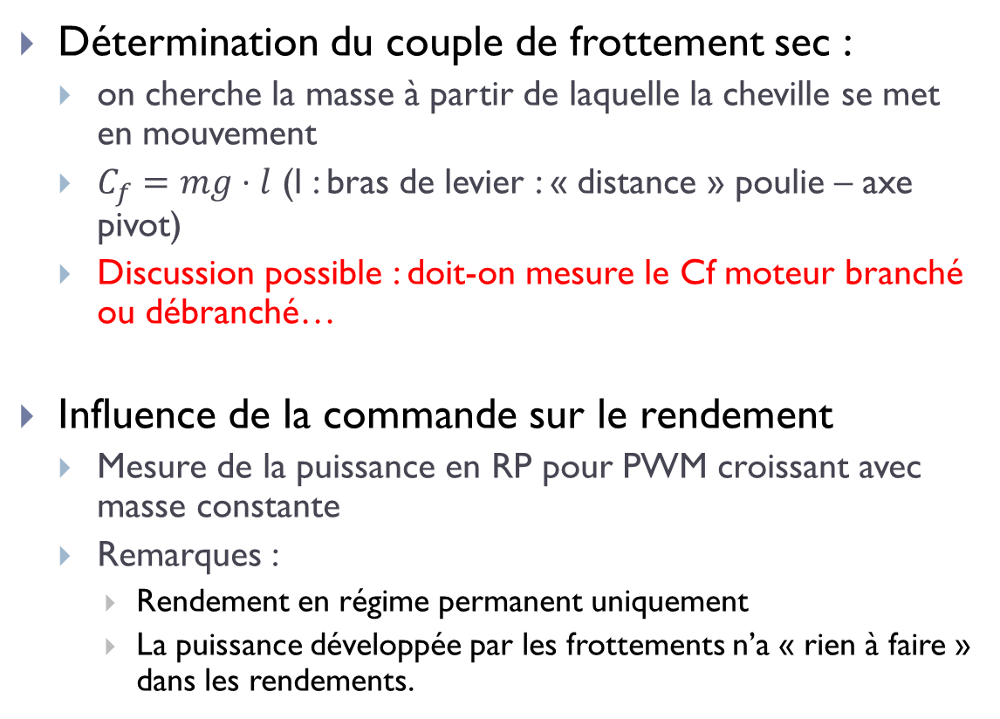 Détermination du couple de frottement sec :
on cherche la masse à partir de laquelle la cheville se met
en mouvement
𝐶𝑓 = 𝑚𝑔 ∙ 𝑙 (l : bras de levier : « distance » poulie – axe
pivot)
Discussion possible : doit-on mesure le Cf moteur branché
ou débranché…
Influence de la commande sur le rendement
Mesure de la puissance en RP pour PWM croissant avec
masse constante
Remarques :
Rendement en régime permanent uniquement
La puissance développée par les frottements n’a « rien à faire »
dans les rendements.